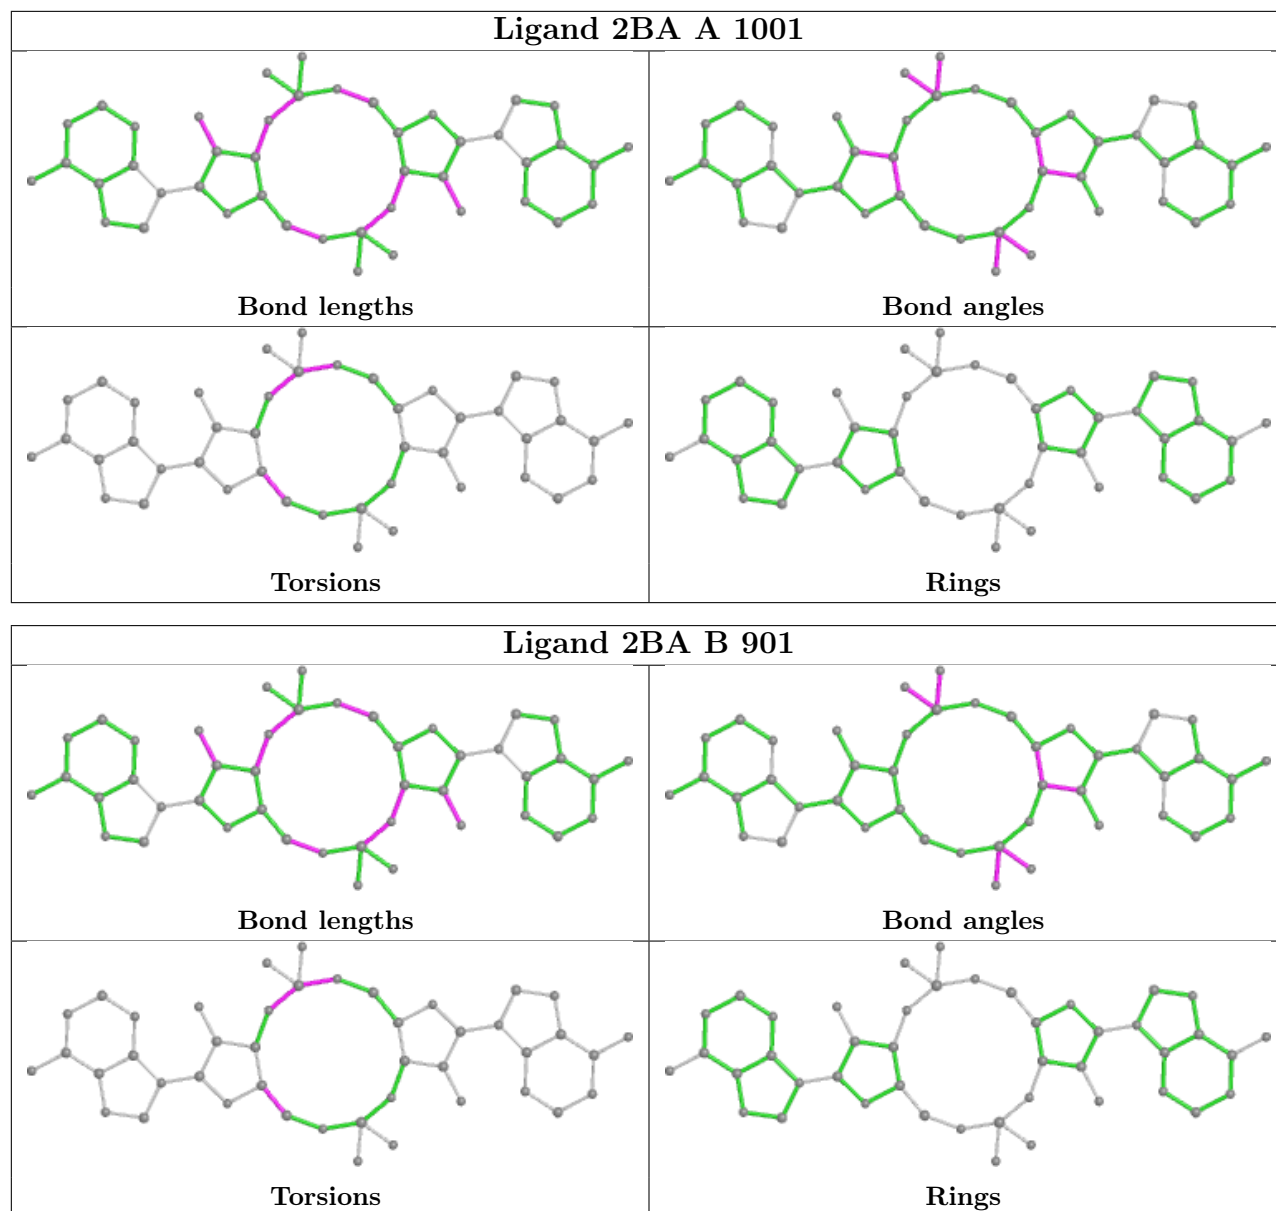 Ligand 2BA A 1001
Bond lengths
Bond angles
Torsions
Rings
Ligand 2BA B 901
Bond lengths
Bond angles
Torsions
Rings